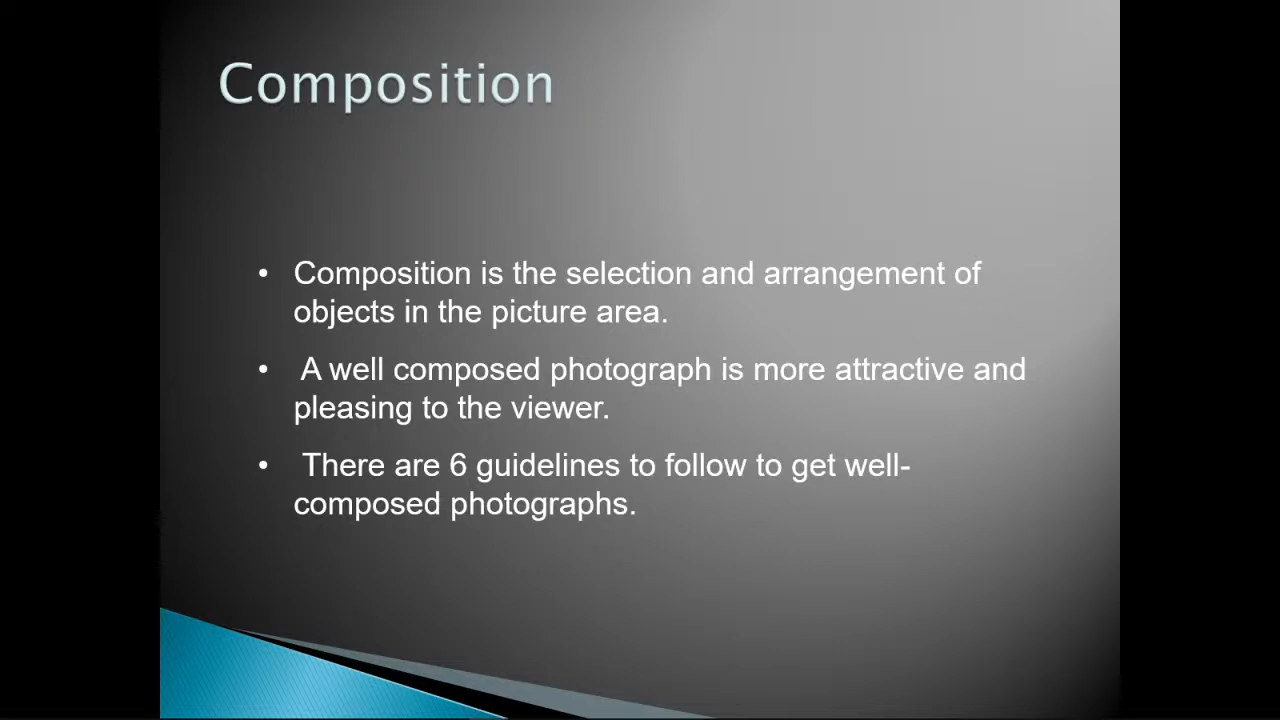 Composition
• Composition is the selection and arrangement of
objects in the picture area.
• A well composed photograph is more attractive and
pleasing to the viewer.
• There are 6 guidelines to follow to get well-
composed photographs.